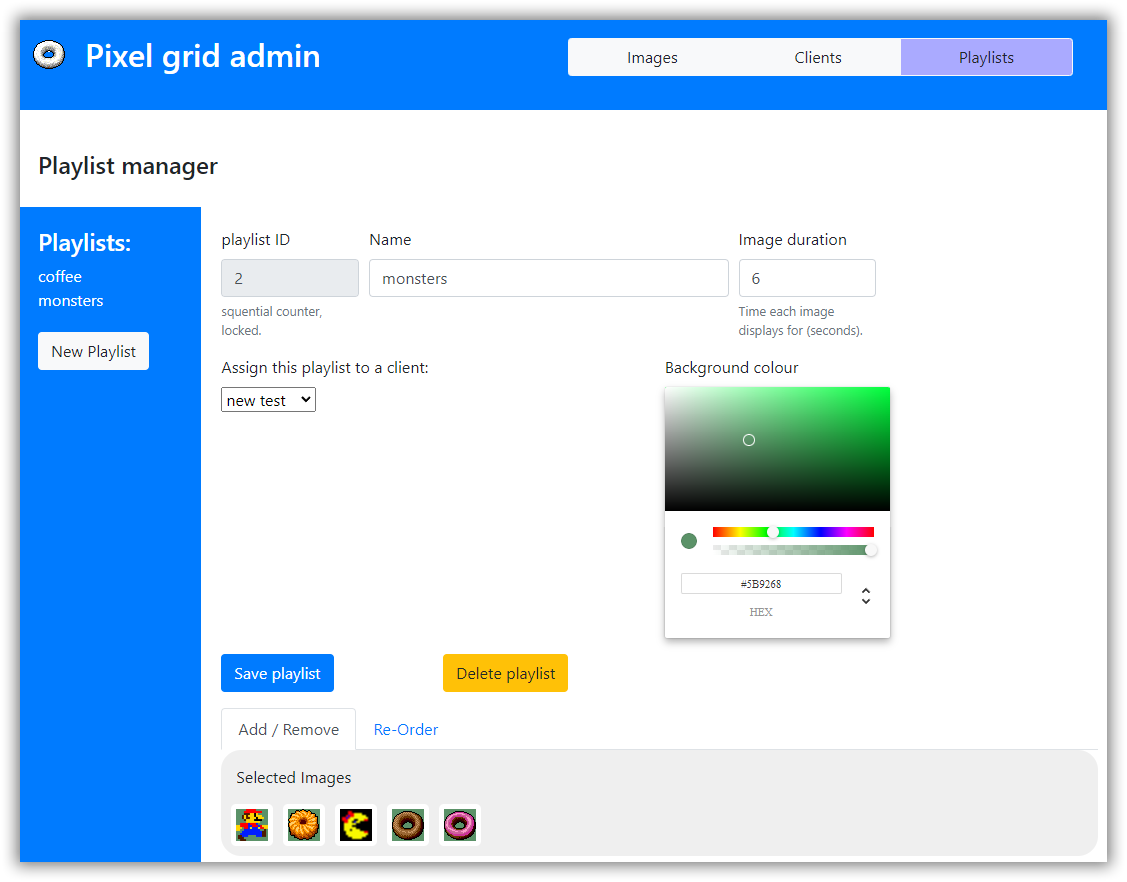 Pixel grid admin
Images
Clients
Playlists
Playlist manager
Playlists:
coffee
monsters
New Playlist
playlist ID
Name
Image duration
2
monsters
6
squential counter,
locked.
Time each image
displays for (seconds).
Assign this playlist to a client:
Background colour
new test
#5B9268
HEX
Save playlist
Delete playlist
Add / Remove
Re-Order
Selected Images